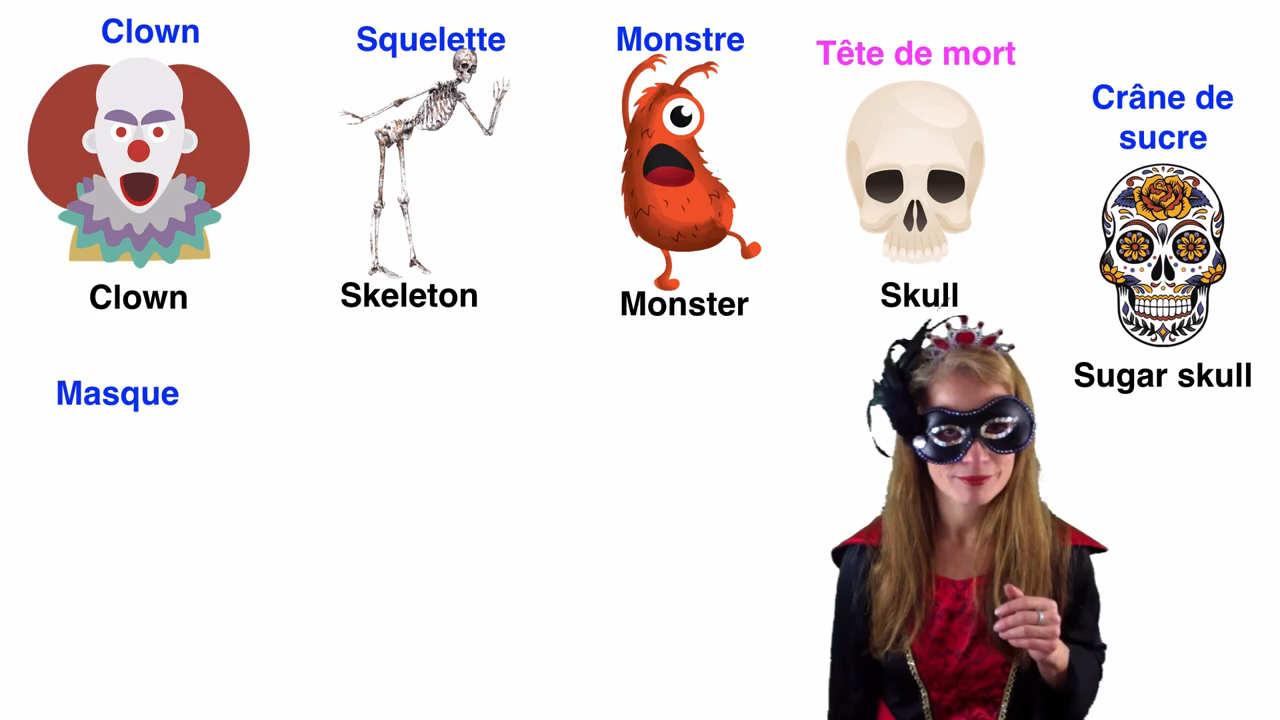 Clown
Squelette
Monstre
Tête de mort
Crâne de
sucre
Clown
Skeleton
Monster
Skull
Sugar skull
Masque